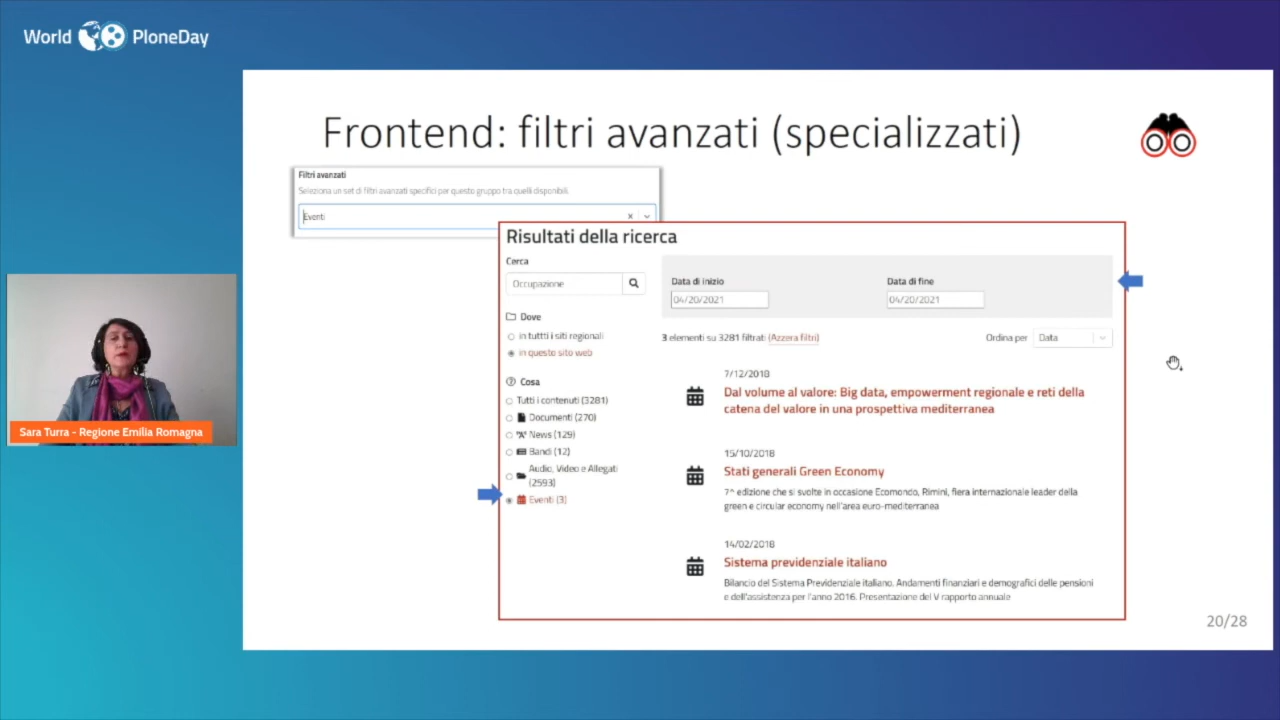 World PloneDay
Frontend: filtri avanzati (specializzati)
Filtri avanzati
Seleziona un set di filtri avanzati specifici per questo gruppo tra quelli disponibili.
Eventi
Risultati della ricerca
Cerca
Occupazione
Data di inizio
Data di fine
04/20/2021
04/20/2021
Dove
in tuttti i siti regionali
in questo sito web
3 elementi su 3281 filtrati (Azzera filtri)
Ordina per
Data
Cosa
Tutti i contenuti (3281)
Documenti (270)
News (129)
Bandi (12)
Audio, Video e Allegati
(2593)
Eventi (3)
7/12/2018
Dal volume al valore: Big data, empowerment regionale e reti della
catena del valore in una prospettiva mediterranea
15/10/2018
Stati generali Green Economy
7^ edizione che si svolte in occasione Ecomondo, Rimini, fiera internazionale leader della
green e circular economy nell'area euro-mediterranea
14/02/2018
Sistema previdenziale italiano
Bilancio del Sistema Previdenziale italiano. Andamenti finanziari e demografici delle pensioni
e dell'assistenza per l'anno 2016. Presentazione del V rapporto annuale
Sara Turra - Regione Emilia Romagna
20/28